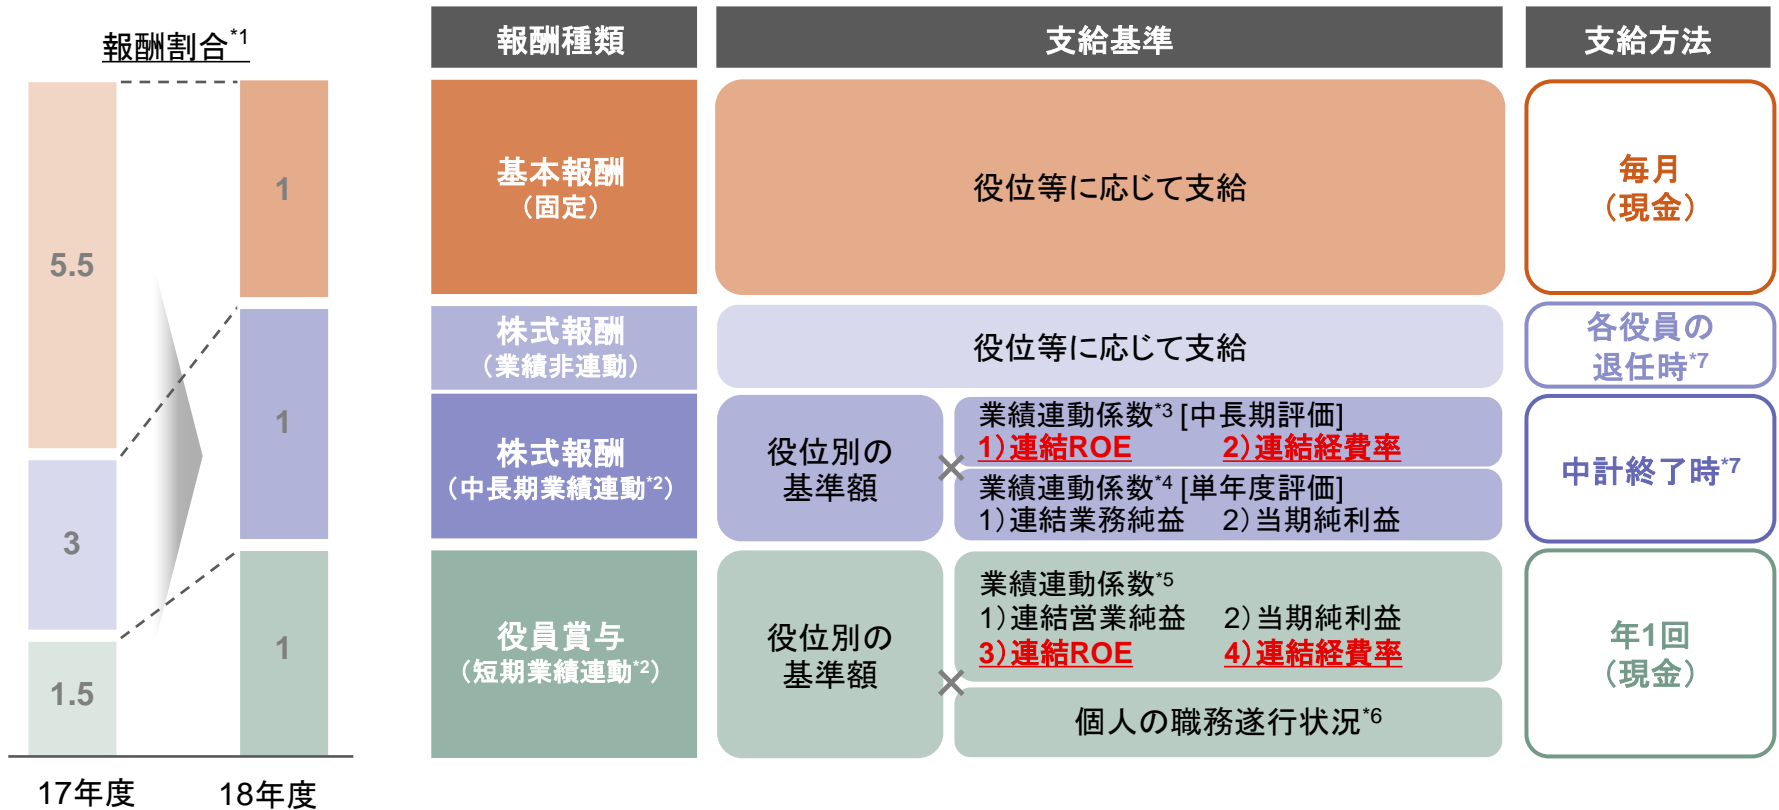 報酬割合*1
5.5
3
1.5
1
1
1
17年度
18年度
報酬種類
支給基準
支給方法
基本報酬
（固定）
役位等に応じて支給
毎月
（現金）
株式報酬
（業績非連動）
役位等に応じて支給
各役員の
退任時*7
株式報酬
（中長期業績連動*2）
役位別の
基準額
×
業績連動係数*3 [中長期評価]
1）連結ROE 2）連結経費率
業績連動係数*4 [単年度評価]
1）連結業務純益 2）当期純利益
中計終了時*7
役員賞与
（短期業績連動*2）
役位別の
基準額
×
業績連動係数*5
1）連結営業純益 2）当期純利益
3）連結ROE 4）連結経費率
個人の職務遂行状況*6
年1回
（現金）